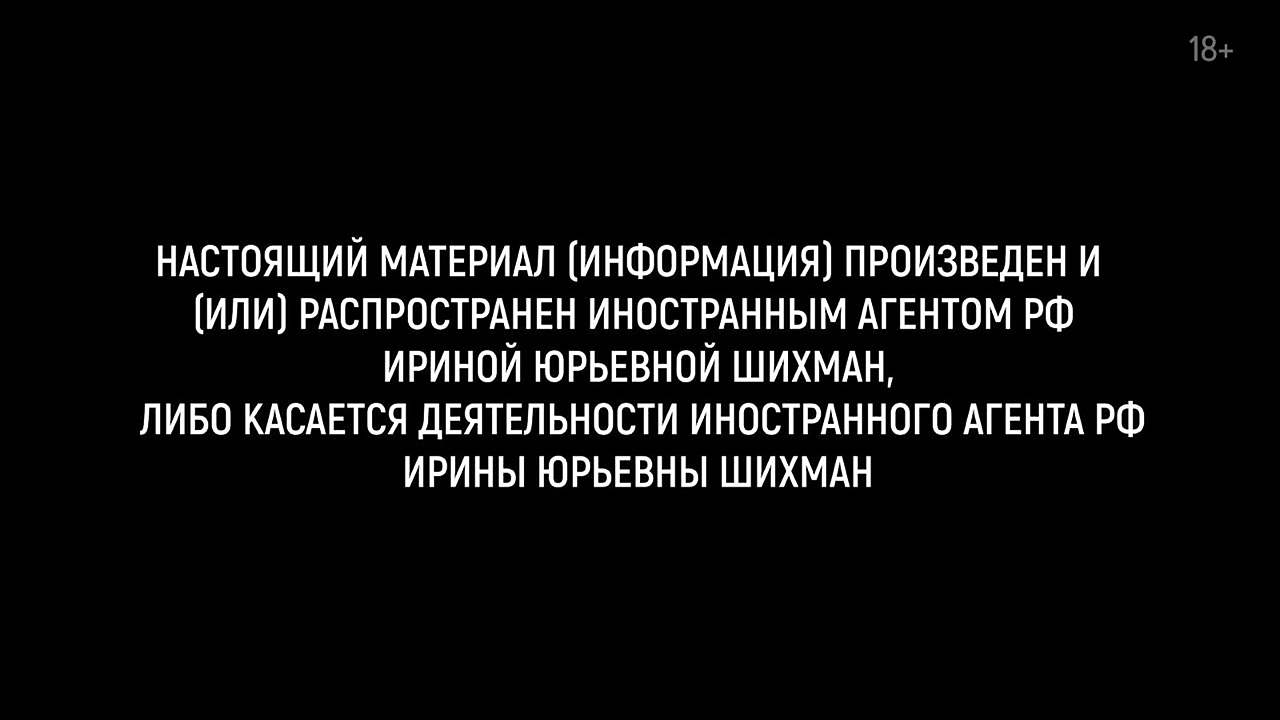 18+
НАСТОЯЩИЙ МАТЕРИАЛ (ИНФОРМАЦИЯ) ПРОИЗВЕДЕН И
(ИЛИ) РАСПРОСТРАНЕН ИНОСТРАННЫМ АГЕНТОМ РФ
ИРИНОЙ ЮРЬЕВНОЙ ШИХМАН,
ЛИБО КАСАЕТСЯ ДЕЯТЕЛЬНОСТИ ИНОСТРАННОГО АГЕНТА РФ
ИРИНЫ ЮРЬЕВНЫ ШИХМАН